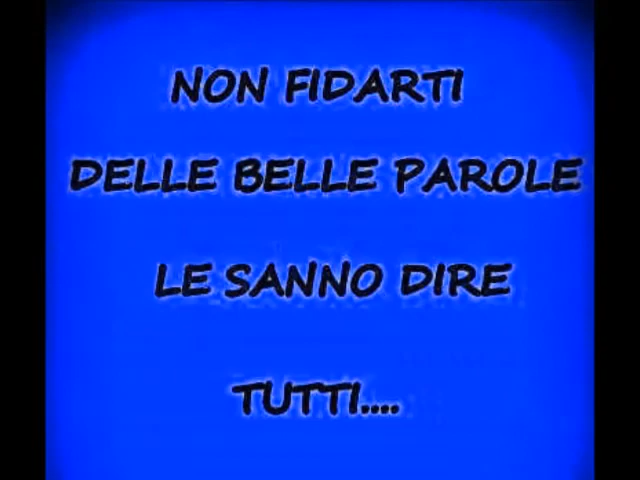 NON FIDARTI
DELLE BELLE PAROLE
LE SANNO DIRE
TUTTI....